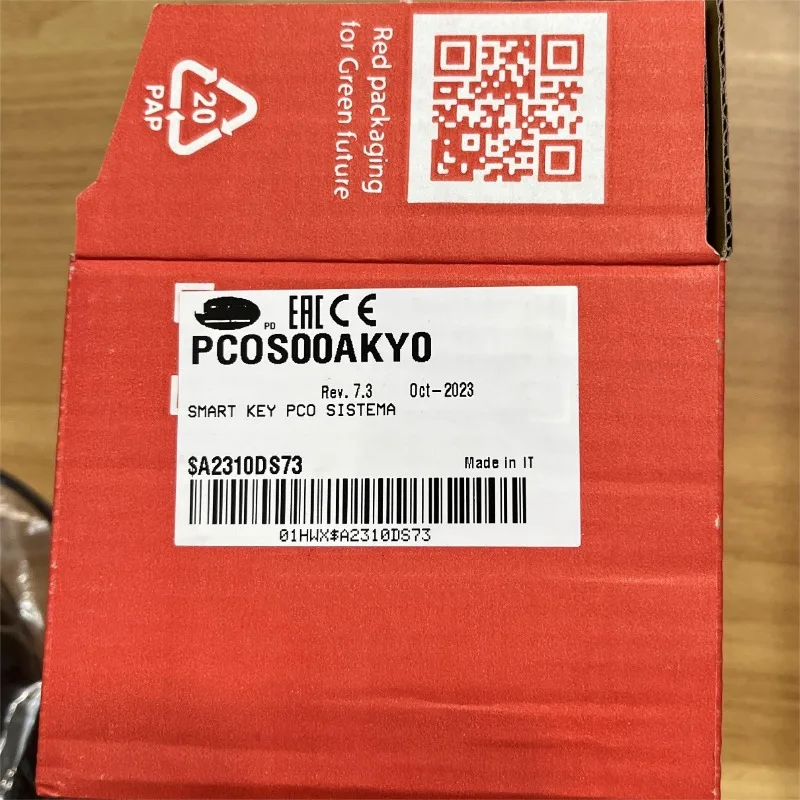 20
PAP
Red packaging
for Green future
PD EAC CE
PCOS00AKY0
Rev. 7.3 Oct-2023
SMART KEY PCO SISTEMA
$A2310DS73 Made in IT
01HWX$A2310DS73